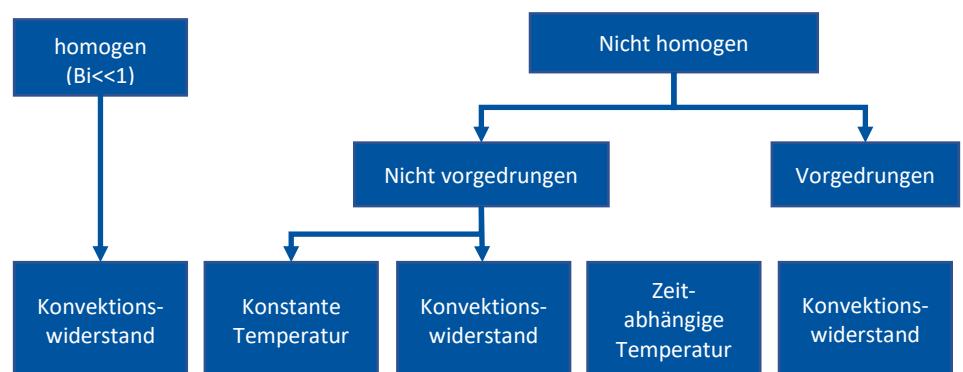 homogen
(Bi<<1)
Nicht homogen
Nicht vorgedrungen
Vorgedrungen
Konvektions-
widerstand
Konstante
Temperatur
Konvektions-
widerstand
Zeit-
abhängige
Temperatur
Konvektions-
widerstand